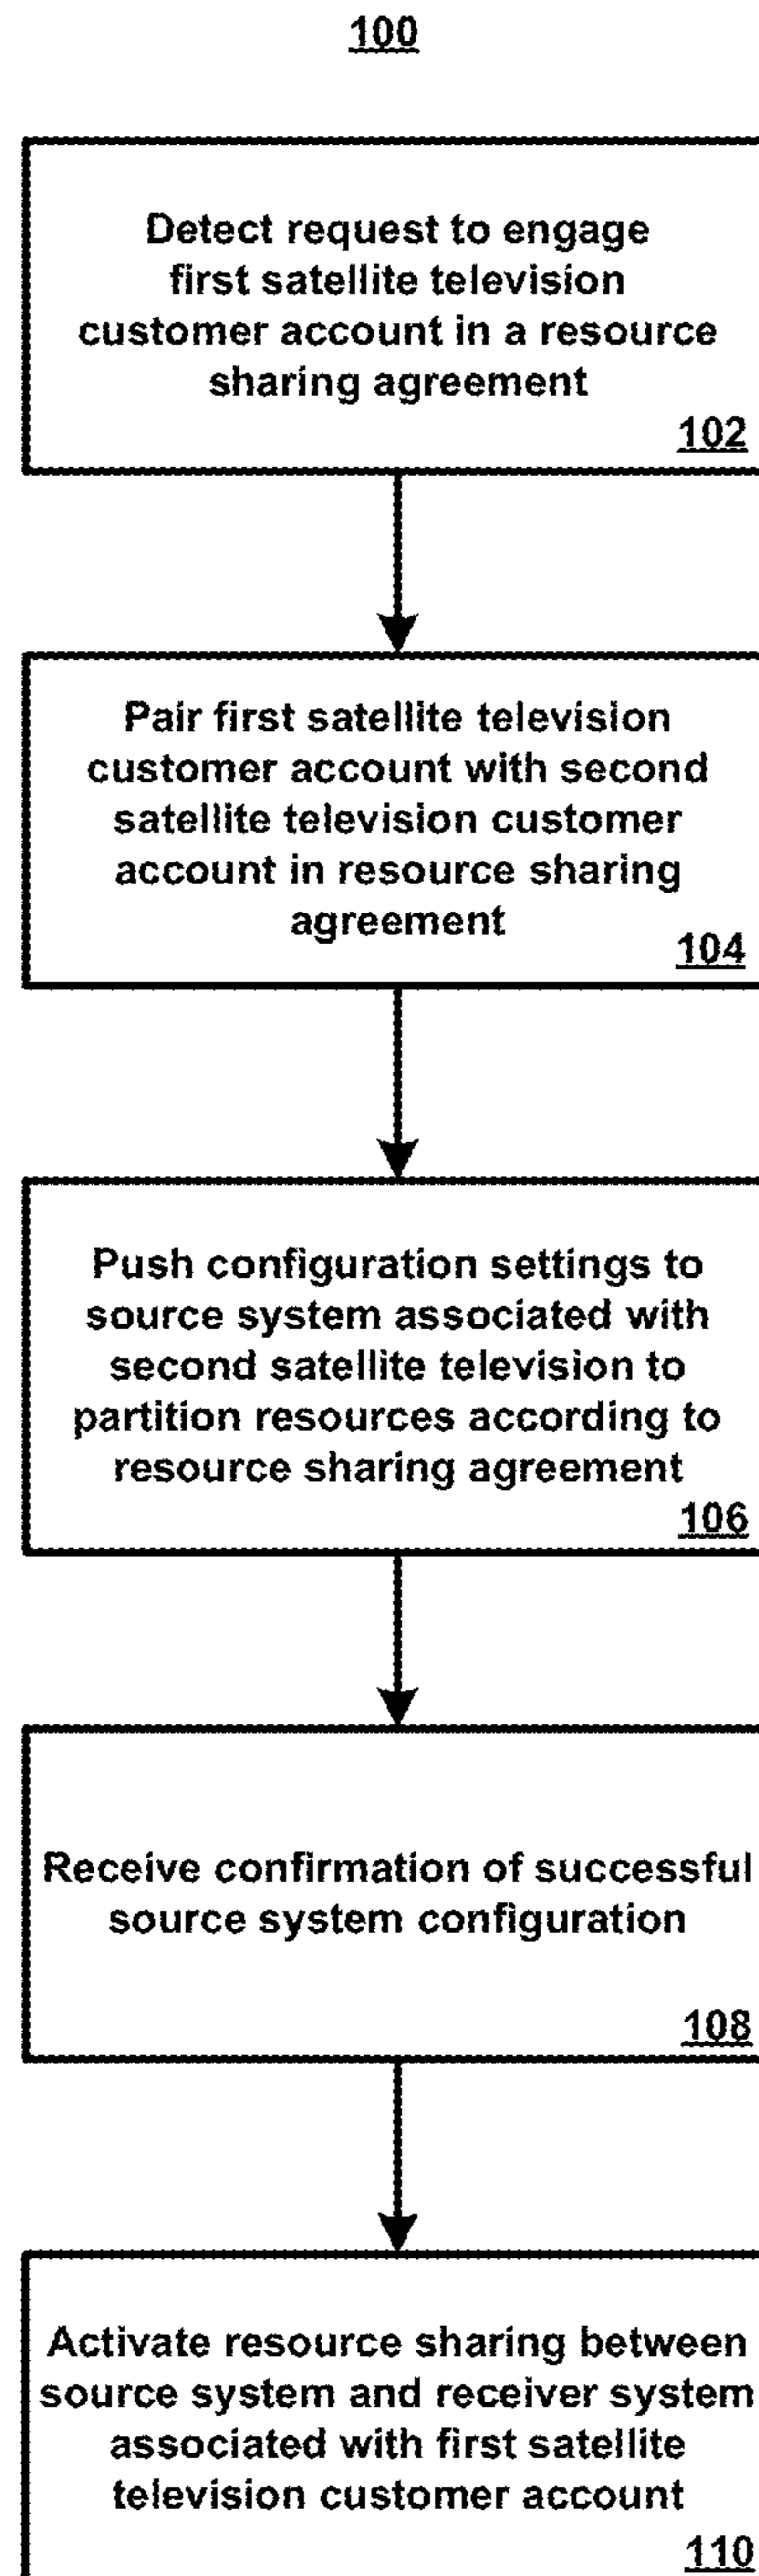 100
Detect request to engage
first satellite television
customer account in a resource
sharing agreement
102
Pair first satellite television
customer account with second
satellite television customer
account in resource sharing
agreement
104
Push configuration settings to
source system associated with
second satellite television to
partition resources according to
resource sharing agreement
106
Receive confirmation of successful
source system configuration
108
Activate resource sharing between
source system and receiver system
associated with first satellite
television customer account
110